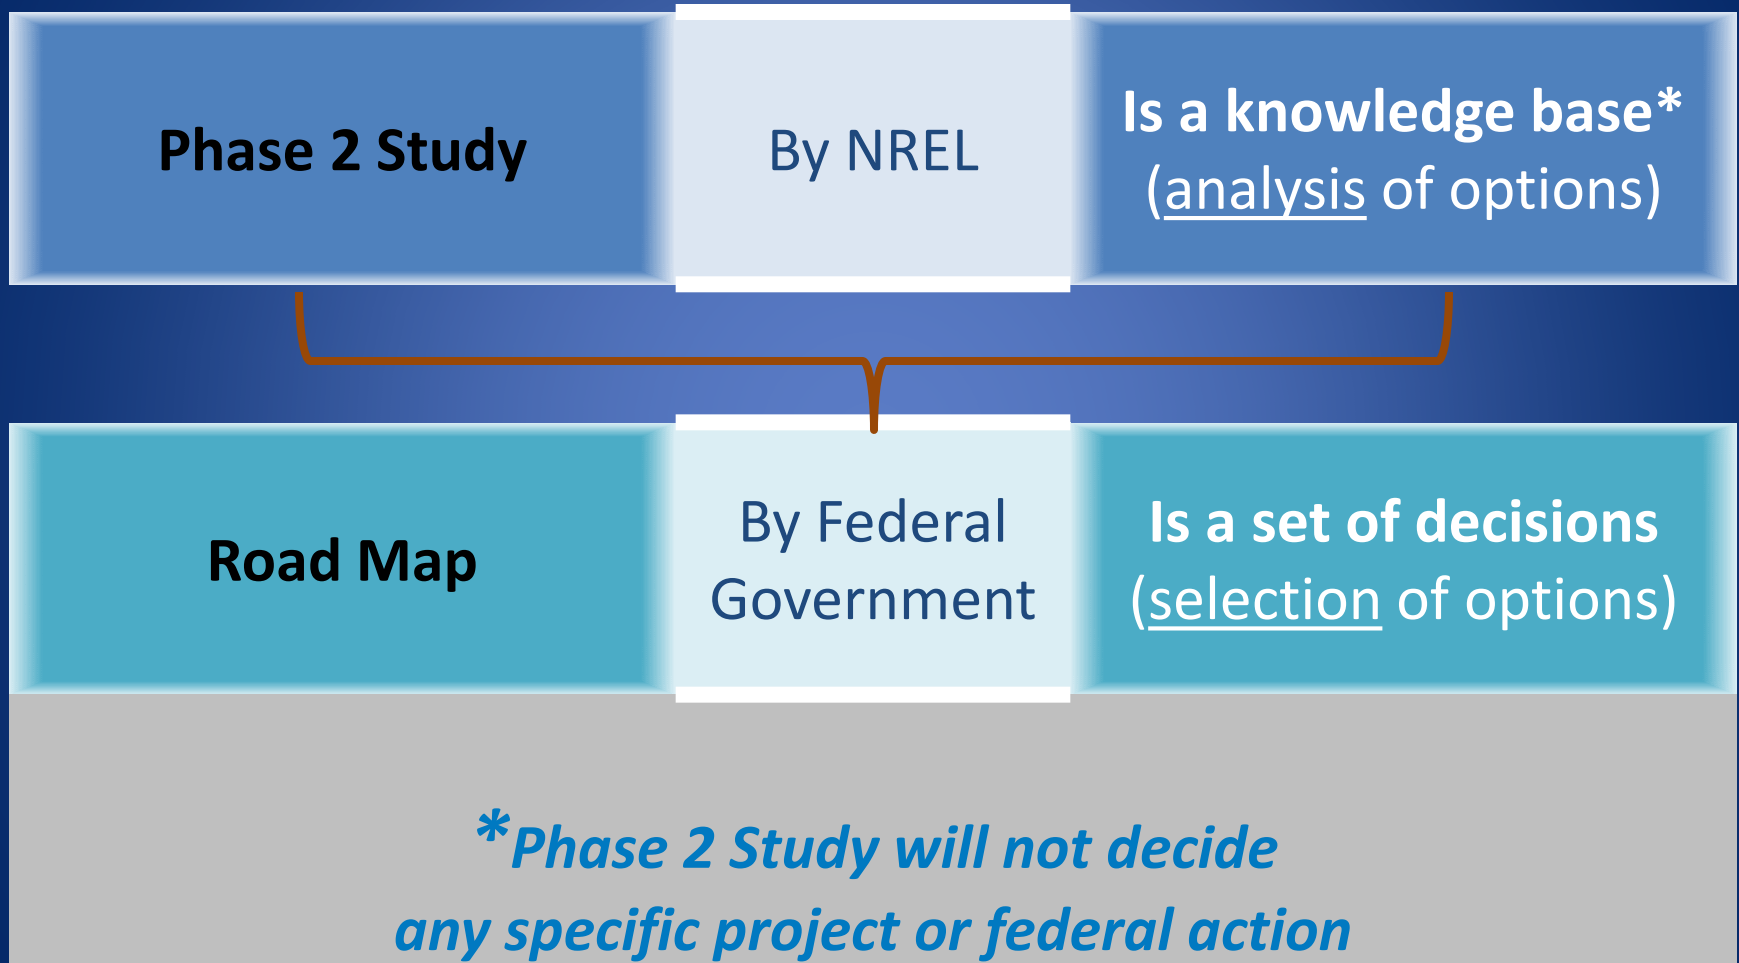 Phase 2 Study
By NREL
Is a knowledge base*
(analysis of options)
Road Map
By Federal
Government
Is a set of decisions
(selection of options)
*Phase 2 Study will not decide
any specific project or federal action